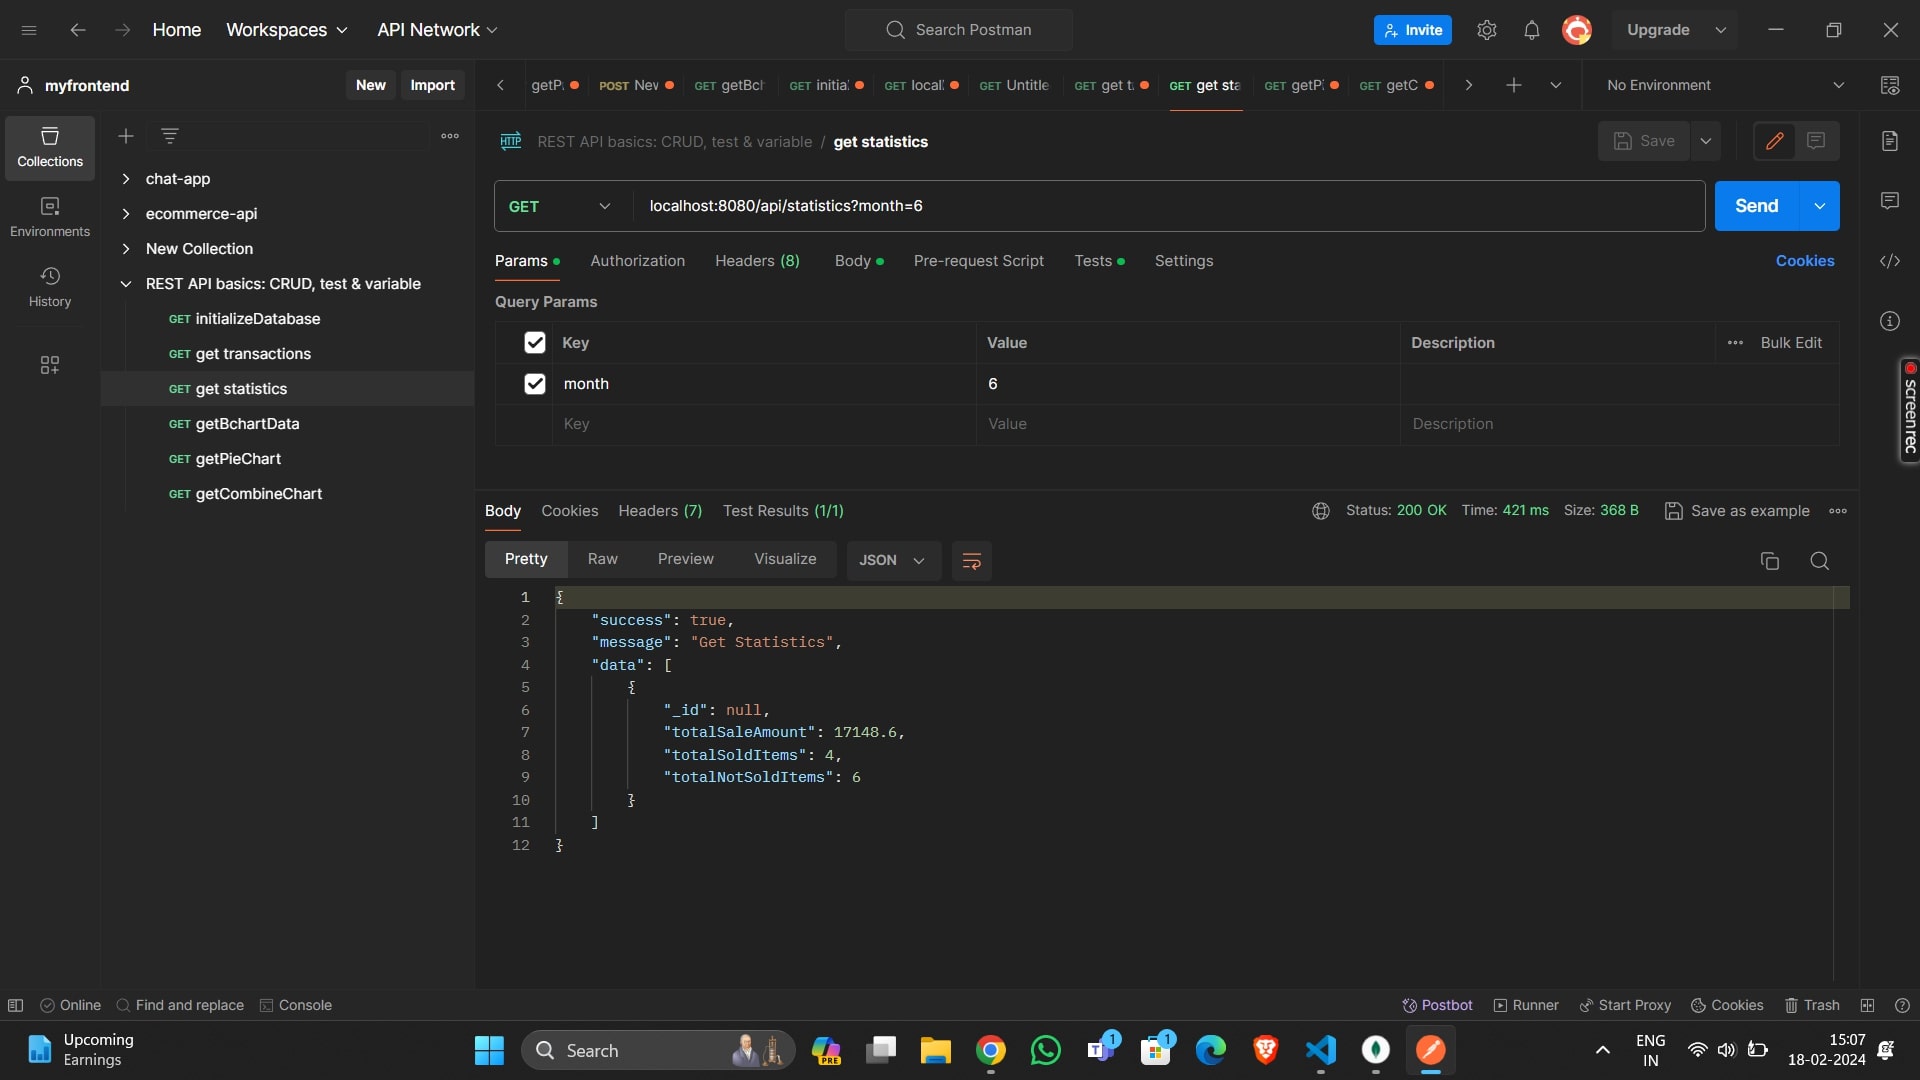 Home Workspaces API Network Search Postman Invite Upgrade
myfrontend New Import getP. POST Nev GET getBch GET initia: GET local: GET Untitle GET get t. GET get sta GET getP! GET getC No Environment
Collections
Environments
History
chat-app
ecommerce-api
New Collection
REST API basics: CRUD, test & variable
GET initializeDatabase
GET get transactions
GET get statistics
GET getBchartData
GET getPieChart
GET getCombineChart
HTTP REST API basics: CRUD, test & variable / get statistics Save
GET localhost:8080/api/statistics?month=6 Send
Params Authorization Headers (8) Body Pre-request Script Tests Settings Cookies
Query Params
Key Value Description Bulk Edit
month 6
Key Value Description
Body Cookies Headers (7) Test Results (1/1) Status: 200 OK Time: 421 ms Size: 368 B Save as example
Pretty Raw Preview Visualize JSON
1 {
2 "success": true,
3 "message": "Get Statistics",
4 "data": [
5 {
6 "_id": null,
7 "totalSaleAmount": 17148.6,
8 "totalSoldItems": 4,
9 "totalNotSoldItems": 6
10 }
11 ]
12 }
screenrec
Online Find and replace Console Postbot Runner Start Proxy Cookies Trash
Upcoming
Earnings
Search
PRE
1
1
ENG
IN
15:07
18-02-2024